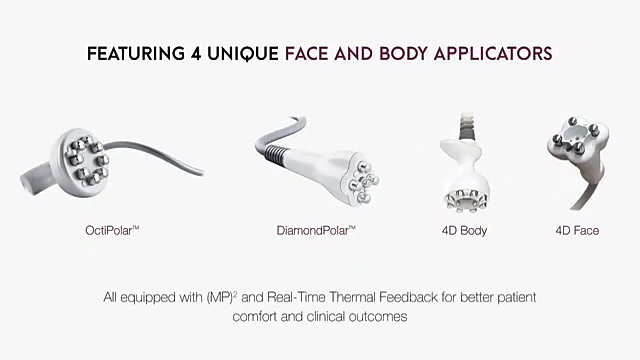 FEATURING 4 UNIQUE FACE AND BODY APPLICATORS
OctiPolar™
DiamondPolar™
4D Body
4D Face
All equipped with (MP)² and Real-Time Thermal Feedback for better patient
comfort and clinical outcomes